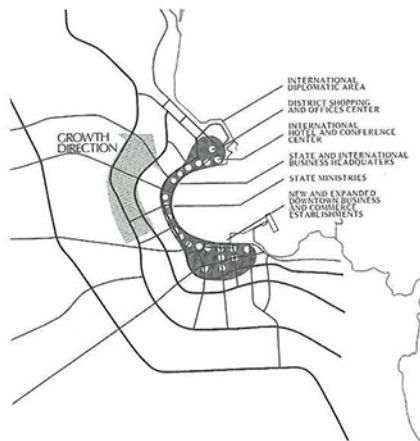 INTERNATIONAL
DIPLOMATIC AREA
DISTRICT SHOPPING
AND OFFICES CENTER
INTERNATIONAL
HOTEL AND CONFERENCE
CENTER
STATE AND INTERNATIONAL
BUSINESS HEADQUATERS
STATE MINISTRIES
NEW AND EXPANDED
DOWNTOWN BUSINESS
AND COMMERCE
ESTABLISHMENTS
GROWTH
DIRECTION